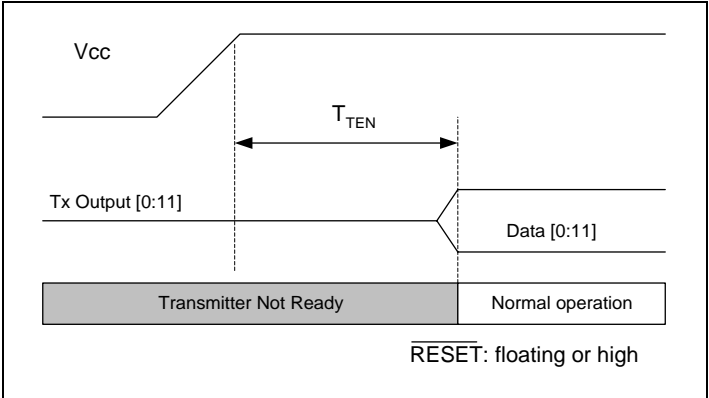 Vcc
T_TEN
Tx Output [0:11]
Data [0:11]
Transmitter Not Ready
Normal operation
RESET: floating or high